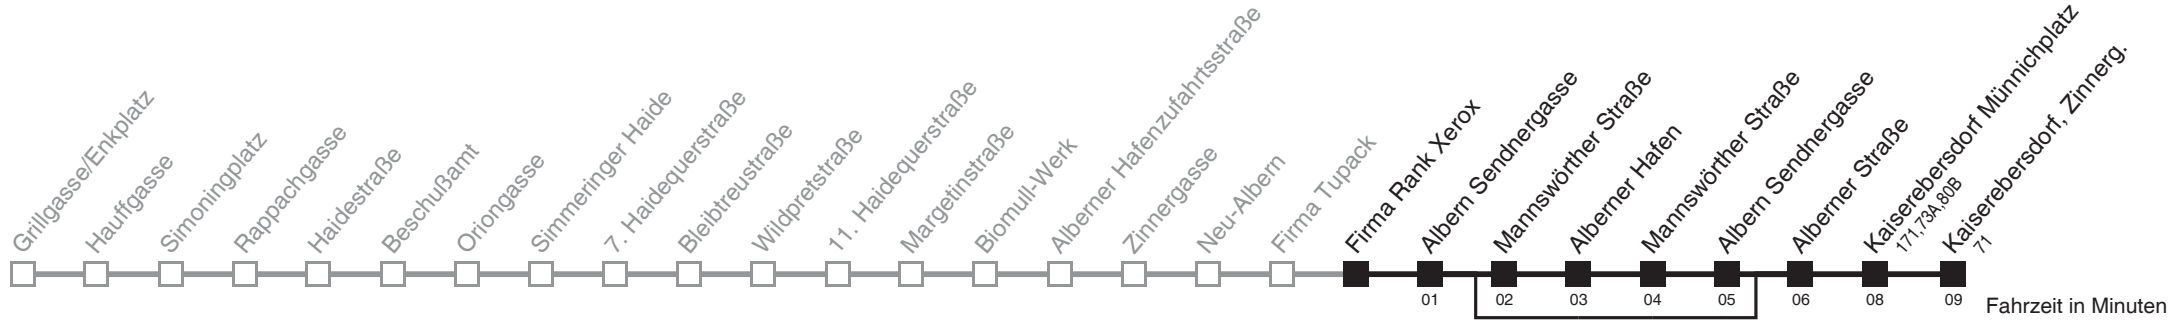 Grillgasse/Enkplatz
Hauffgasse
Simoningplatz
Rappachgasse
Haidestraße
Beschußamt
Oriongasse
Simmeringer Haide
7. Haidequerstraße
Bleibtreustraße
Wildpretstraße
11. Haidequerstraße
Margetinstraße
Biomull-Werk
Alberner Hafenzufahrtsstraße
Zinnergasse
Neu-Albern
Firma Tupack
Firma Rank Xerox
Albern Sendnergasse
Mannswörther Straße
Alberner Hafen
Mannswörther Straße
Albern Sendnergasse
Alberner Straße
Kaiserebersdorf Münnichplatz
171,73A,80B
Kaiserebersdorf, Zinnerg.
71
01 02 03 04 05 06 08 09 Fahrzeit in Minuten